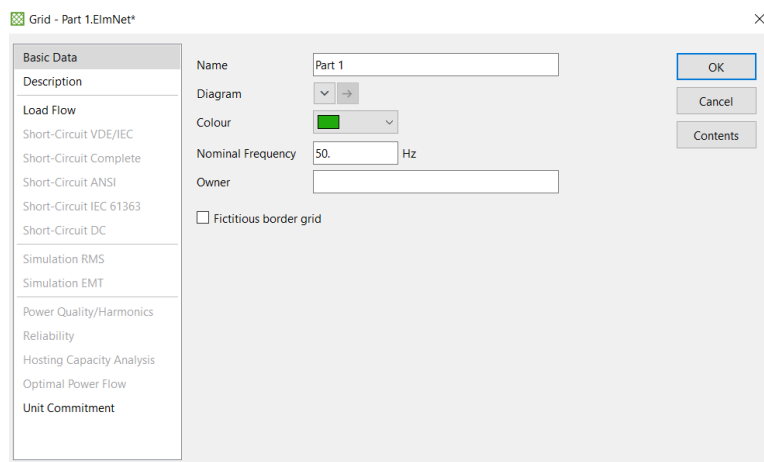 Grid - Part 1.ElmNet*
Basic Data
Description
Load Flow
Short-Circuit VDE/IEC
Short-Circuit Complete
Short-Circuit ANSI
Short-Circuit IEC 61363
Short-Circuit DC
Simulation RMS
Simulation EMT
Power Quality/Harmonics
Reliability
Hosting Capacity Analysis
Optimal Power Flow
Unit Commitment
Name Part 1
Diagram
Colour
Nominal Frequency 50. Hz
Owner
Fictitious border grid
OK
Cancel
Contents